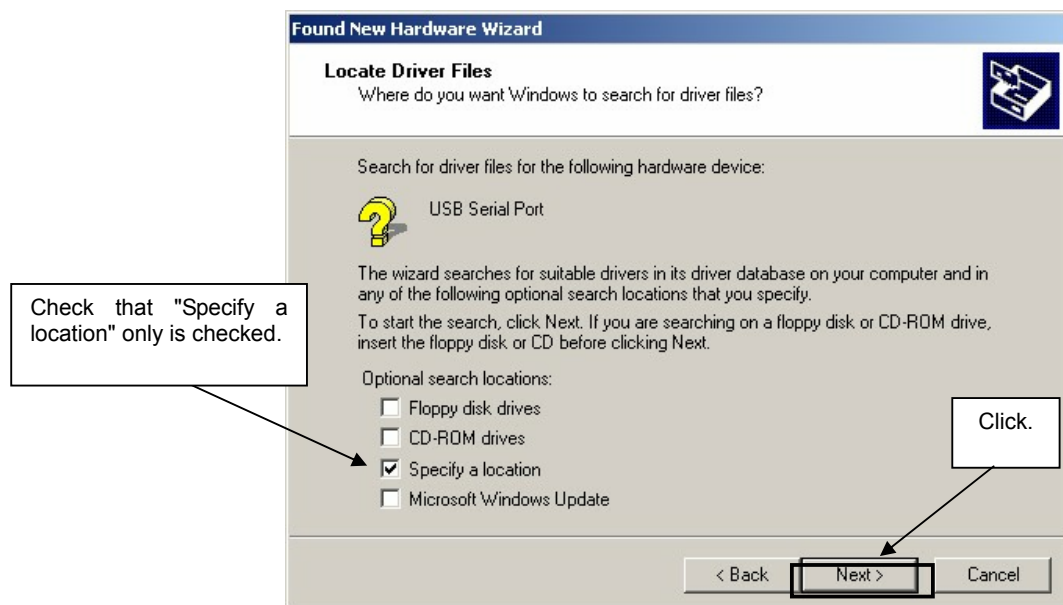 Found New Hardware Wizard
Locate Driver Files
Where do you want Windows to search for driver files?
Search for driver files for the following hardware device:
USB Serial Port
The wizard searches for suitable drivers in its driver database on your computer and in
any of the following optional search locations that you specify.
To start the search, click Next. If you are searching on a floppy disk or CD-ROM drive,
insert the floppy disk or CD before clicking Next.
Check that "Specify a
location" only is checked.
Optional search locations:
Floppy disk drives
CD-ROM drives
Specify a location
Microsoft Windows Update
Click.
< Back
Next >
Cancel